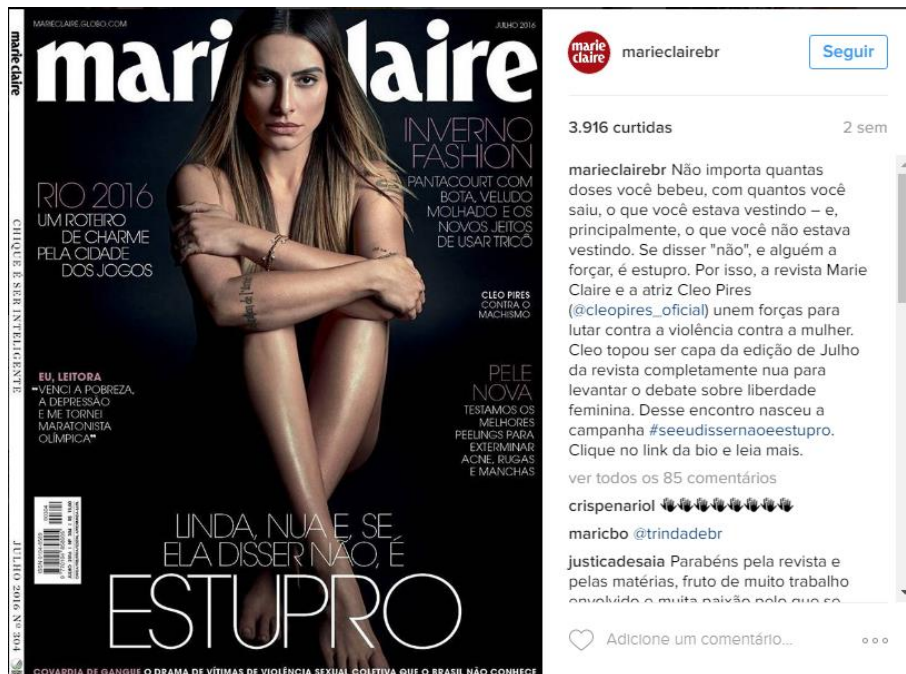 MARIECLAIRE.GLOBO.COM
JULHO 2016
marie claire
marie claire
CHIQUE É SER INTELIGENTE
JULHO 2016 Nº 304
INVERNO
FASHION
PANTACOURT COM
BOTA, VELUDO
MOLHADO E OS
NOVOS JEITOS
DE USAR TRICÔ
RIO 2016
UM ROTEIRO
DE CHARME
PELA CIDADE
DOS JOGOS
CLEO PIRES
CONTRA O
MACHISMO
EU, LEITORA
"VENCI A POBREZA,
A DEPRESSÃO
E ME TORNEI
MARATONISTA
OLÍMPICA"
PELE
NOVA
TESTAMOS OS
MELHORES
PEELINGS PARA
EXTERMINAR
ACNE, RUGAS
E MANCHAS
LINDA, NUA E, SE
ELA DISSER NÃO, É
ESTUPRO
COVARDIA DE GANGUE O DRAMA DE VÍTIMAS DE VIOLÊNCIA SEXUAL COLETIVA QUE O BRASIL NÃO CONHECE
marie
claire
marieclairebr
Seguir
3.916 curtidas
2 sem
marieclairebr Não importa quantas
doses você bebeu, com quantos você
saiu, o que você estava vestindo – e,
principalmente, o que você não estava
vestindo. Se disser "não", e alguém a
forçar, é estupro. Por isso, a revista Marie
Claire e a atriz Cleo Pires
(@cleopires_oficial) unem forças para
lutar contra a violência contra a mulher.
Cleo topou ser capa da edição de Julho
da revista completamente nua para
levantar o debate sobre liberdade
feminina. Desse encontro nasceu a
campanha #seeudissernaoeestupro.
Clique no link da bio e leia mais.
ver todos os 85 comentários
crispenariol 👋👋👋👋👋👋👋👋
maricbo @trindadebr
justicadesaia Parabéns pela revista e
pelas matérias, fruto de muito trabalho
envolvido e muita paixão pelo que se
Adicione um comentário...